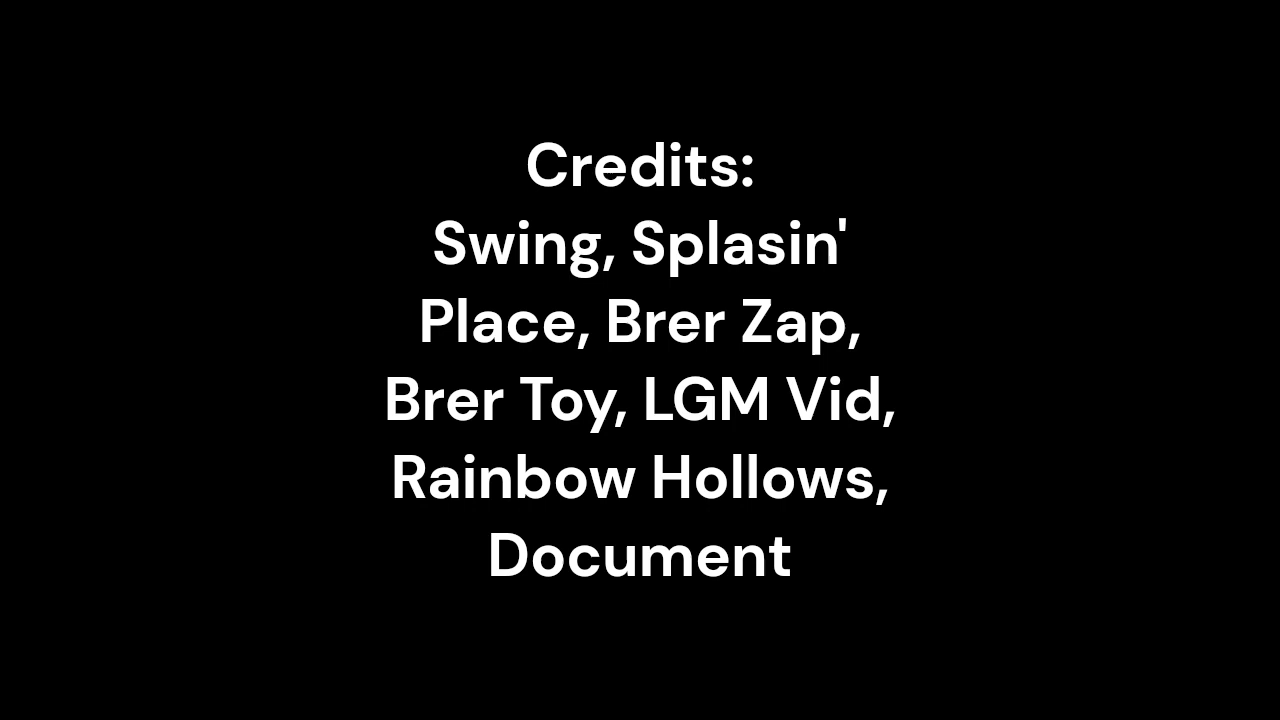 Credits:
Swing, Splasin'
Place, Brer Zap,
Brer Toy, LGM Vid,
Rainbow Hollows,
Document